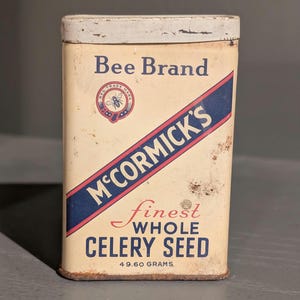 Bee Brand
McCORMICK'S
finest
WHOLE
CELERY SEED
49.60 GRAMS